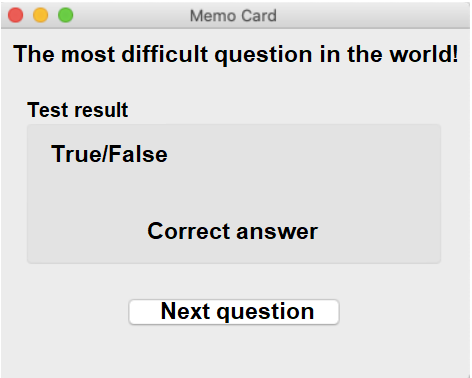 Memo Card
The most difficult question in the world!
Test result
True/False
Correct answer
Next question